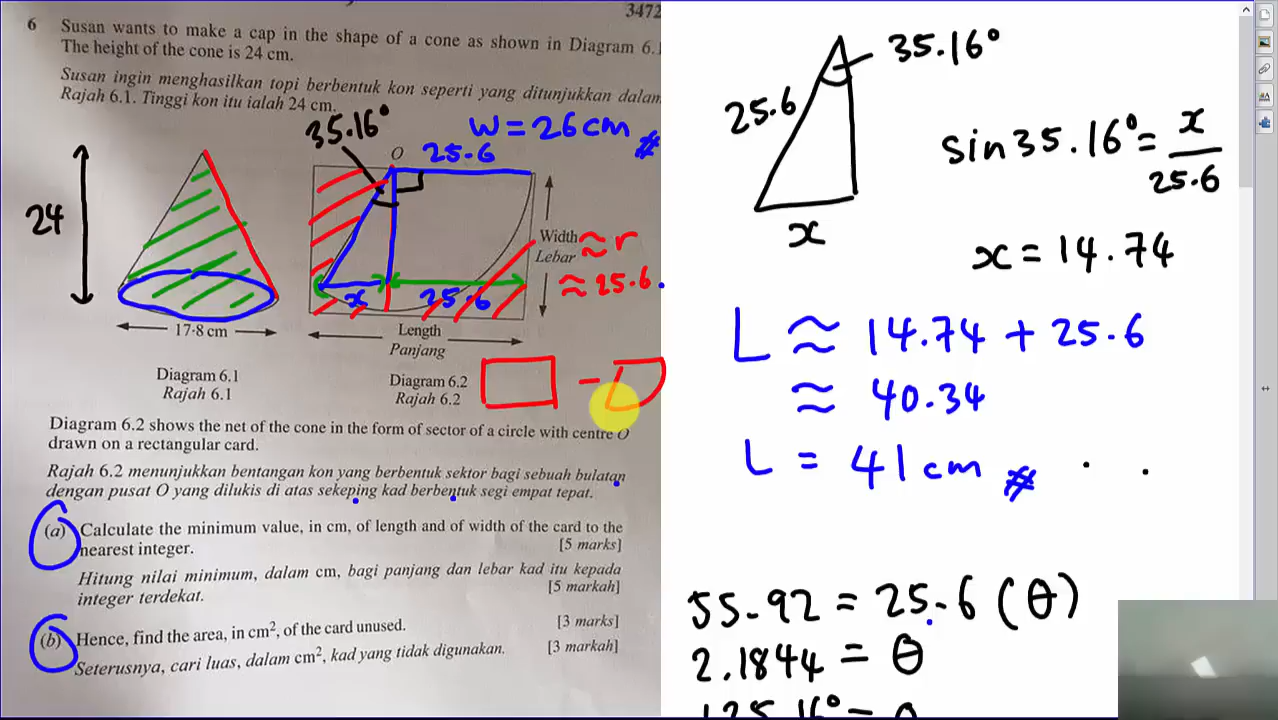 3472
6 Susan wants to make a cap in the shape of a cone as shown in Diagram 6.1
The height of the cone is 24 cm.
Susan ingin menghasilkan topi berbentuk kon seperti yang ditunjukkan dalam
Rajah 6.1. Tinggi kon itu ialah 24 cm.
35.16°
w = 26 cm #
O
25.6
24
Width ≈ r
Lebar ≈ 25.6.
x
25.6
17·8 cm
Length
Panjang
Diagram 6.1
Rajah 6.1
Diagram 6.2
Rajah 6.2
−
Diagram 6.2 shows the net of the cone in the form of sector of a circle with centre O
drawn on a rectangular card.
Rajah 6.2 menunjukkan bentangan kon yang berbentuk sektor bagi sebuah bulatan
dengan pusat O yang dilukis di atas sekeping kad berbentuk segi empat tepat.
(a) Calculate the minimum value, in cm, of length and of width of the card to the
nearest integer.
[5 marks]
Hitung nilai minimum, dalam cm, bagi panjang dan lebar kad itu kepada
integer terdekat.
[5 markah]
(b) Hence, find the area, in cm², of the card unused.
[3 marks]
Seterusnya, cari luas, dalam cm², kad yang tidak digunakan.
[3 markah]
35.16°
25.6
x
sin 35.16° = x / 25.6
x = 14.74
L ≈ 14.74 + 25.6
≈ 40.34
L = 41 cm #
55.92 = 25.6 (θ)
2.1844 = θ
125.16° = θ